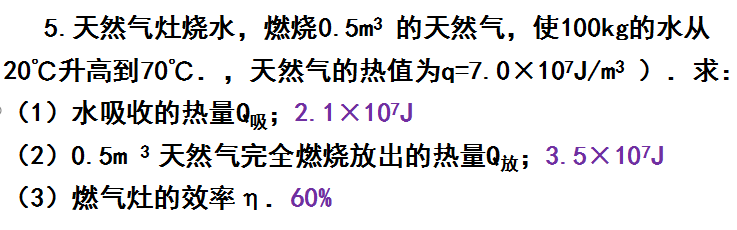 5.天然气灶烧水，燃烧0.5m³ 的天然气，使100kg的水从
20℃升高到70℃．，天然气的热值为q=7.0×10⁷J/m³ ）．求：
（1）水吸收的热量Q吸；2.1×10⁷J
（2）0.5m ³ 天然气完全燃烧放出的热量Q放；3.5×10⁷J
（3）燃气灶的效率η．60%